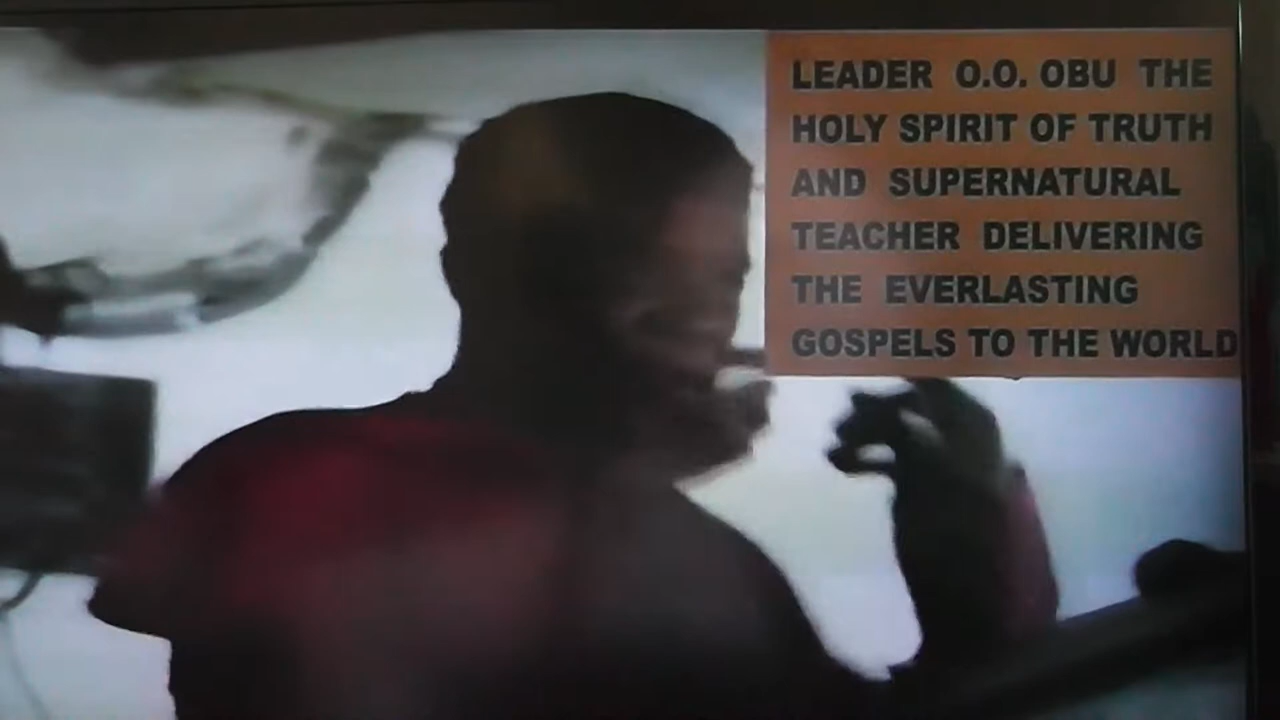 LEADER O.O. OBU THE
HOLY SPIRIT OF TRUTH
AND SUPERNATURAL
TEACHER DELIVERING
THE EVERLASTING
GOSPELS TO THE WORLD